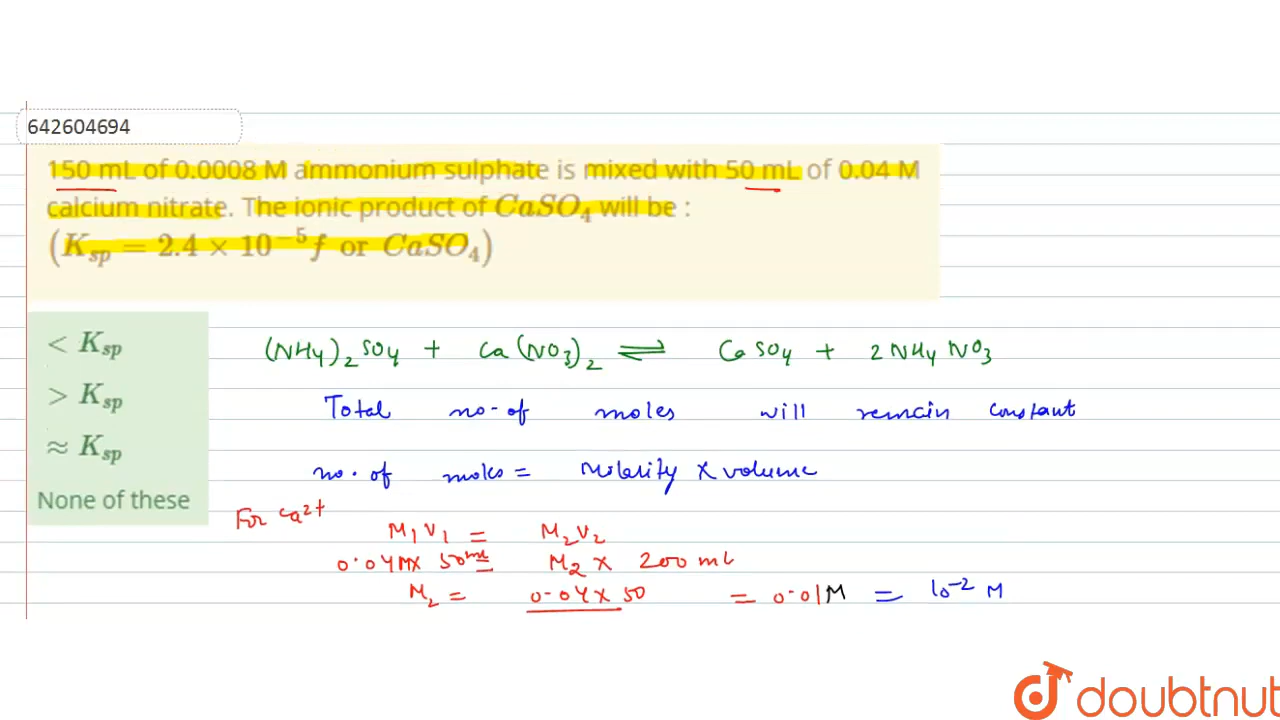 642604694
150 mL of 0.0008 M ammonium sulphate is mixed with 50 mL of 0.04 M
calcium nitrate. The ionic product of CaSO₄ will be :
(Kₛₚ = 2.4 × 10⁻⁵ f or CaSO₄)
< Kₛₚ
> Kₛₚ
≈ Kₛₚ
None of these
(NH₄)₂SO₄ + Ca(NO₃)₂ ⇌ CaSO₄ + 2NH₄NO₃
Total no. of moles will remain constant
no. of moles = Molarity × volume
For Ca²⁺
M₁V₁ = M₂V₂
0.04M × 50 ml = M₂ × 200 mL
M₂ = 0.04 × 50 = 0.01 M = 10⁻² M
doubtnut